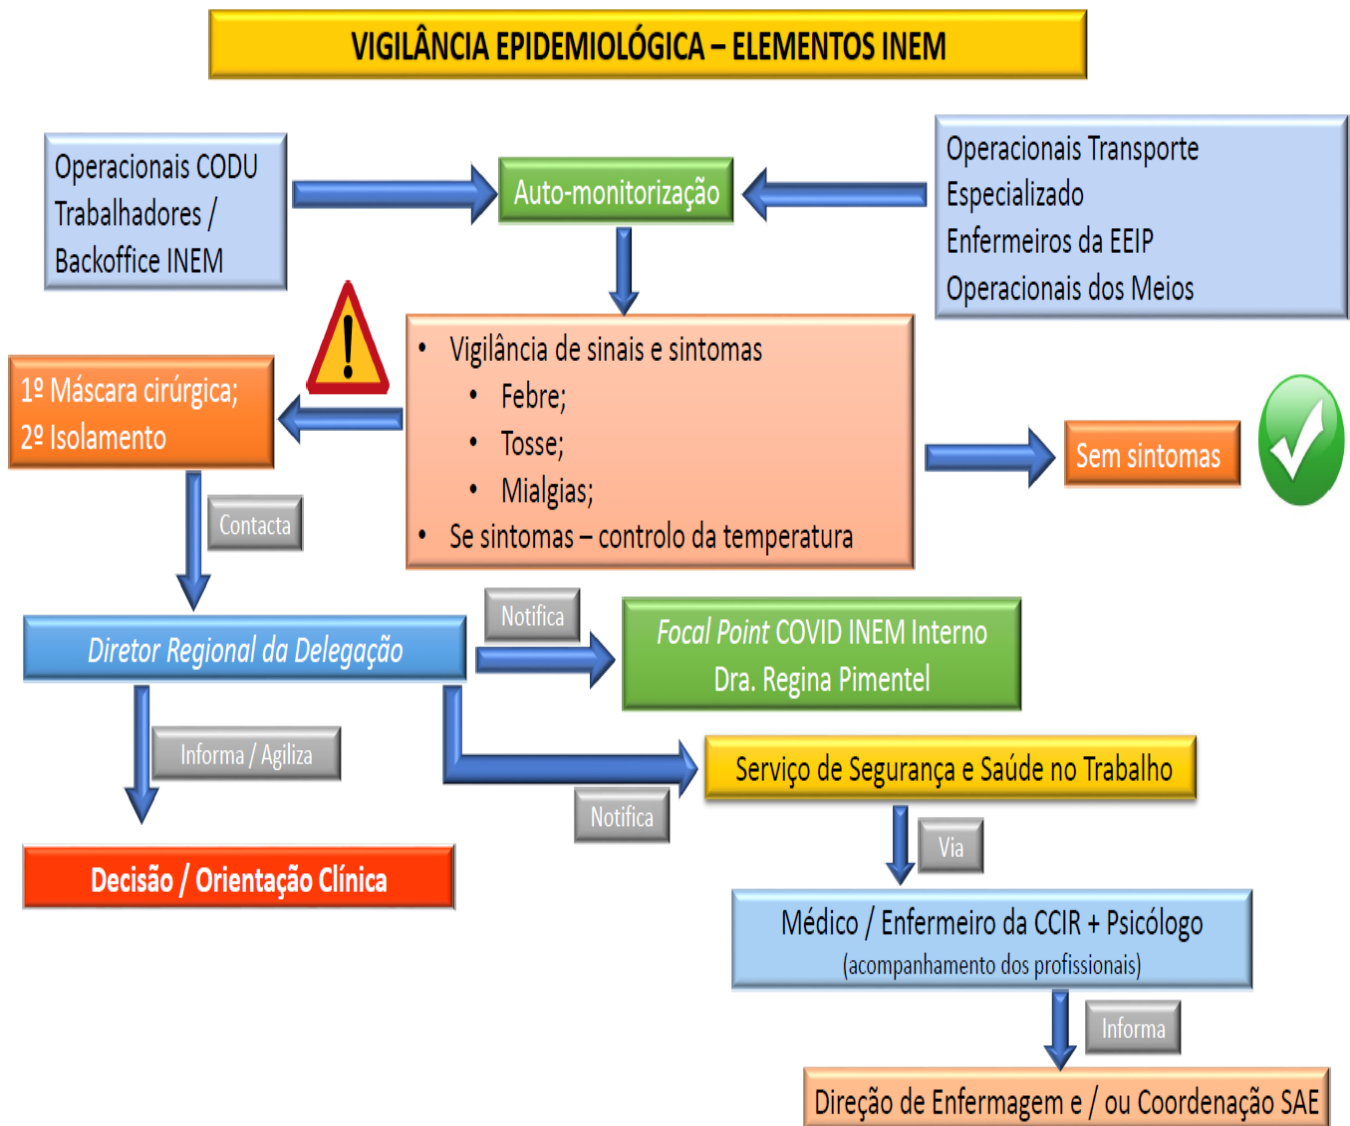 VIGILÂNCIA EPIDEMIOLÓGICA – ELEMENTOS INEM
Operacionais CODU
Trabalhadores /
Backoffice INEM
Auto-monitorização
Operacionais Transporte
Especializado
Enfermeiros da EEIP
Operacionais dos Meios
1º Máscara cirúrgica;
2º Isolamento
• Vigilância de sinais e sintomas
• Febre;
• Tosse;
• Mialgias;
• Se sintomas – controlo da temperatura
Sem sintomas
Contacta
Diretor Regional da Delegação
Notifica
Focal Point COVID INEM Interno
Dra. Regina Pimentel
Informa / Agiliza
Notifica
Serviço de Segurança e Saúde no Trabalho
Decisão / Orientação Clínica
Via
Médico / Enfermeiro da CCIR + Psicólogo
(acompanhamento dos profissionais)
Informa
Direção de Enfermagem e / ou Coordenação SAE